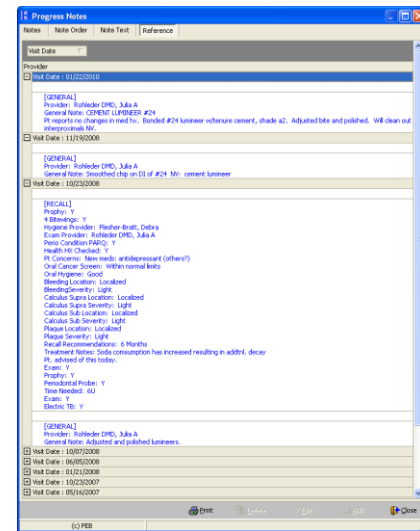 Progress Notes
Notes Note Order Note Text Reference
Visit Date
Provider
Visit Date : 01/22/2010
[GENERAL]
Provider: Rohleder DMD, Julia A
General Note: CEMENT LUMINEER #24
Pt reports no changes in med hx. Bonded #24 lumineer w/tenure cement, shade a2. Adjusted bite and polished. Will clean out
interproximals NV.
Visit Date : 11/19/2008
[GENERAL]
Provider: Rohleder DMD, Julia A
General Note: Smoothed chip on DI of #24 NV: cement lumineer
Visit Date : 10/23/2008
[RECALL]
Prophy: Y
4 Bitewings: Y
Hygiene Provider: Flesher-Bratt, Debra
Exam Provider: Rohleder DMD, Julia A
Perio Condition PARQ: Y
Health HX Checked: Y
Pt Concerns: New meds: antidepressant (others?)
Oral Cancer Screen: Within normal limits
Oral Hygiene: Good
Bleeding Location: Localized
BleedingSeverity: Light
Calculus Supra Location: Localized
Calculus Supra Severity: Light
Calculus Sub Location: Localized
Calculus Sub Severity: Light
Plaque Location: Localized
Plaque Severity: Light
Recall Recommendations: 6 Months
Treatment Notes: Soda consumption has increased resulting in addtnl. decay
Pt. advised of this today.
Exam: Y
Prophy: Y
Periodontal Probe: Y
Time Needed: 6U
Exam: Y
Electric TB: Y
[GENERAL]
Provider: Rohleder DMD, Julia A
General Note: Adjusted and polished lumineers.
Visit Date : 10/07/2008
Visit Date : 06/05/2008
Visit Date : 01/21/2008
Visit Date : 10/23/2007
Visit Date : 05/16/2007
Print Delete Edit Add Close
(c) PEB